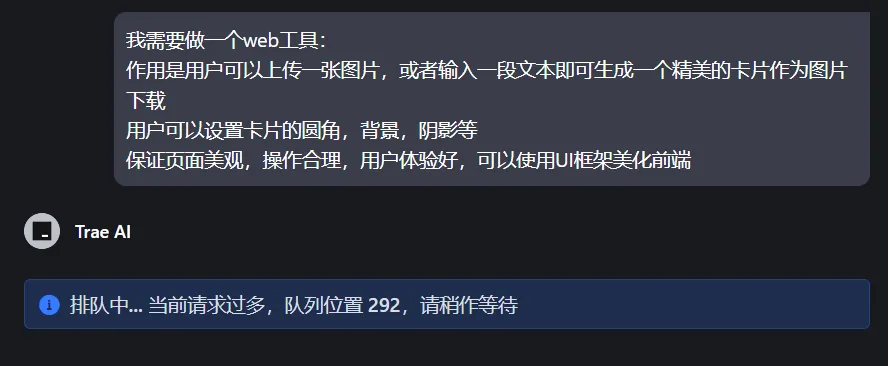 我需要做一个web工具：
作用是用户可以上传一张图片，或者输入一段文本即可生成一个精美的卡片作为图片
下载
用户可以设置卡片的圆角，背景，阴影等
保证页面美观，操作合理，用户体验好，可以使用UI框架美化前端
Trae AI
排队中... 当前请求过多，队列位置 292，请稍作等待